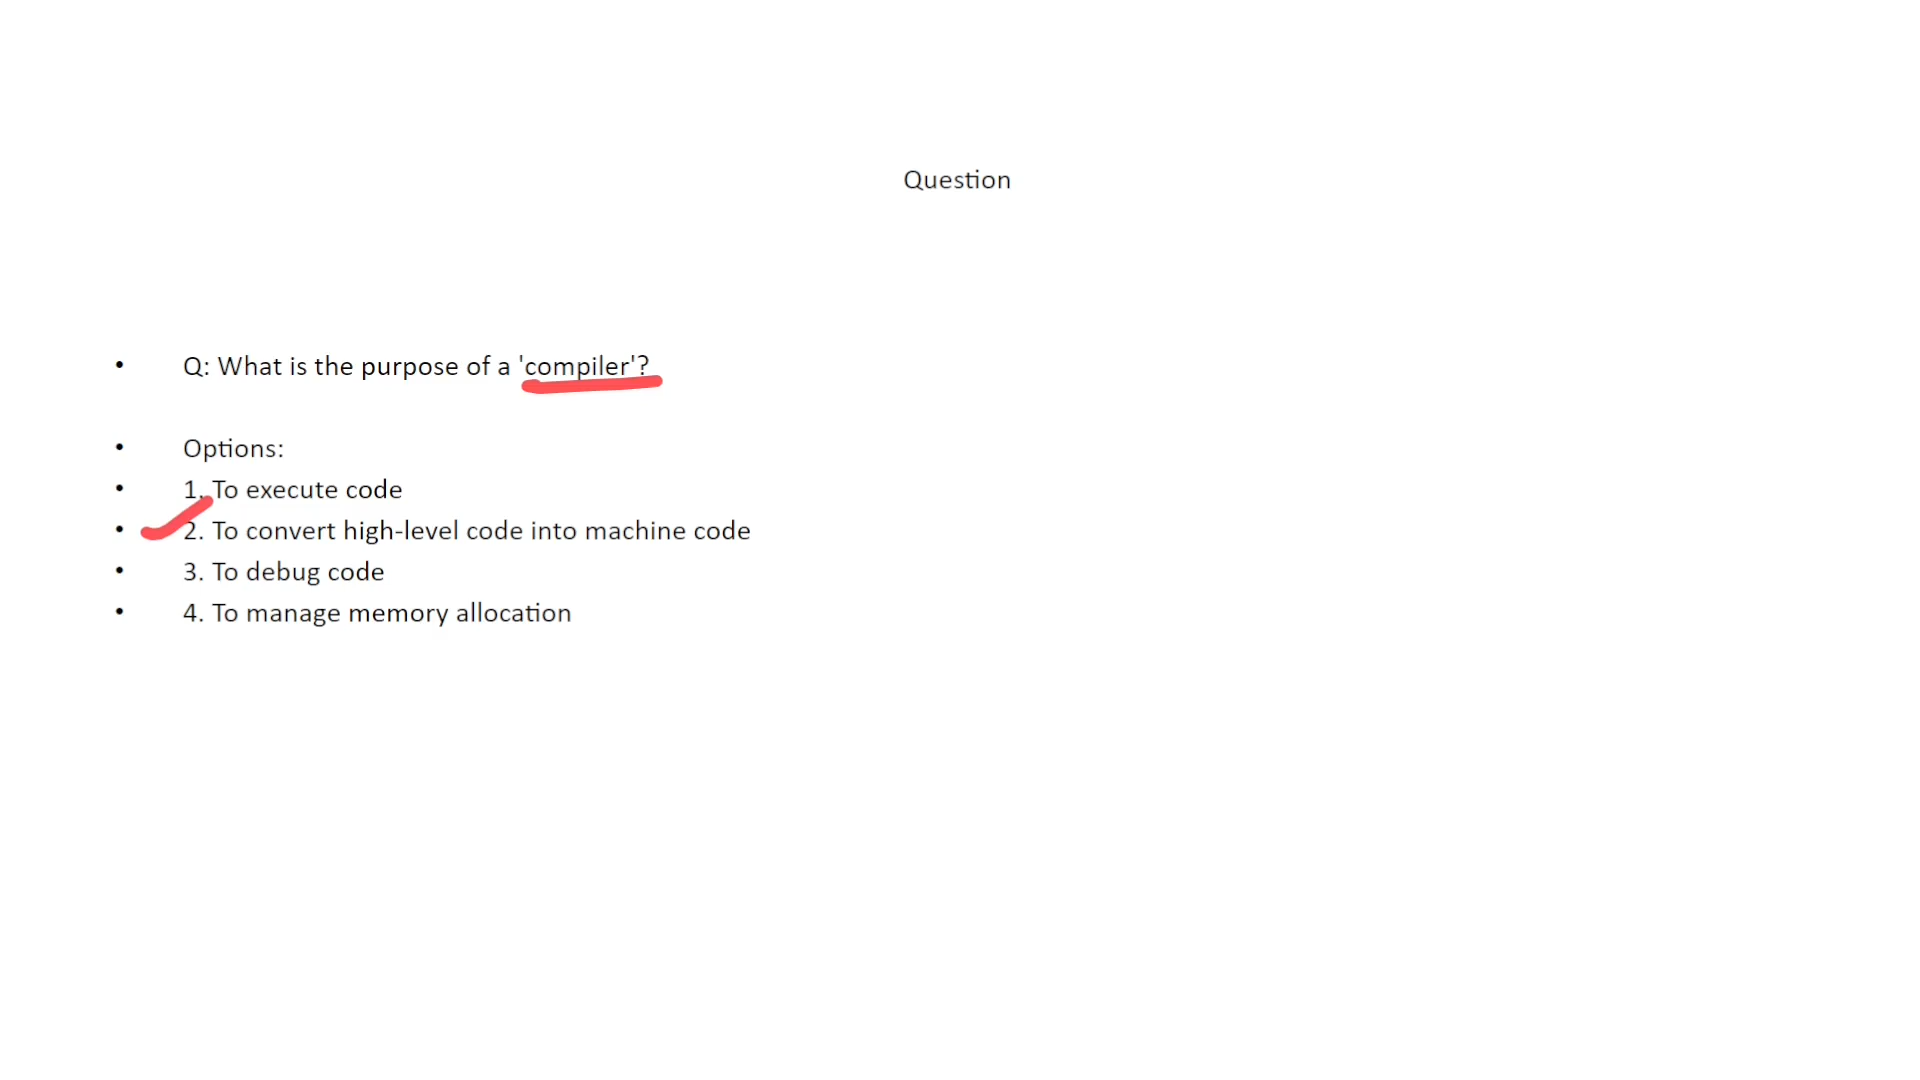 Question
• Q: What is the purpose of a 'compiler'?
• Options:
• 1. To execute code
• 2. To convert high-level code into machine code
• 3. To debug code
• 4. To manage memory allocation